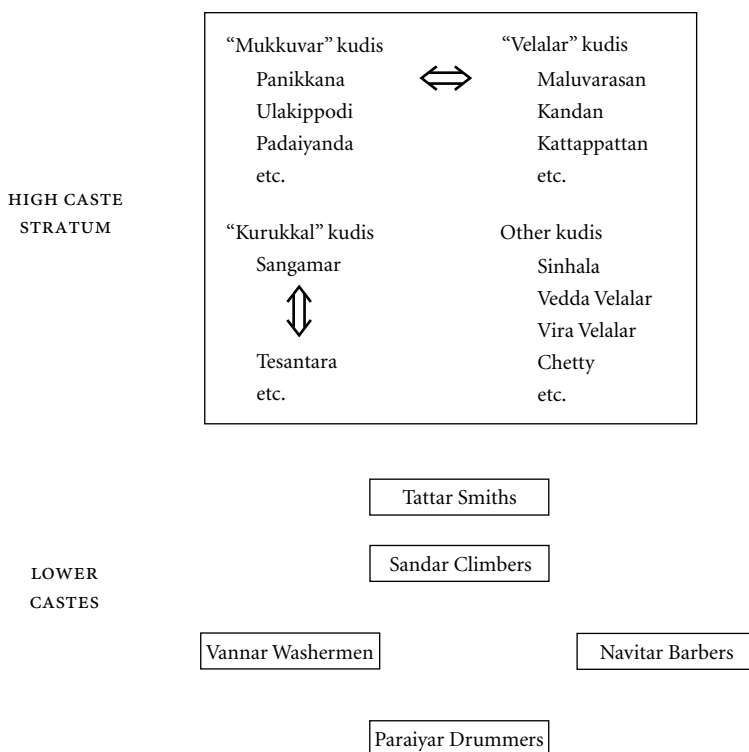 “Mukkuvar” kudis
Panikkana
Ulakippodi
Padaiyanda
etc.
“Velalar” kudis
Maluvarasan
Kandan
Kattappattan
etc.
HIGH CASTE
STRATUM
“Kurukkal” kudis
Sangamar
Tesantara
etc.
Other kudis
Sinhala
Vedda Velalar
Vira Velalar
Chetty
etc.
Tattar Smiths
Sandar Climbers
LOWER
CASTES
Vannar Washermen
Navitar Barbers
Paraiyar Drummers